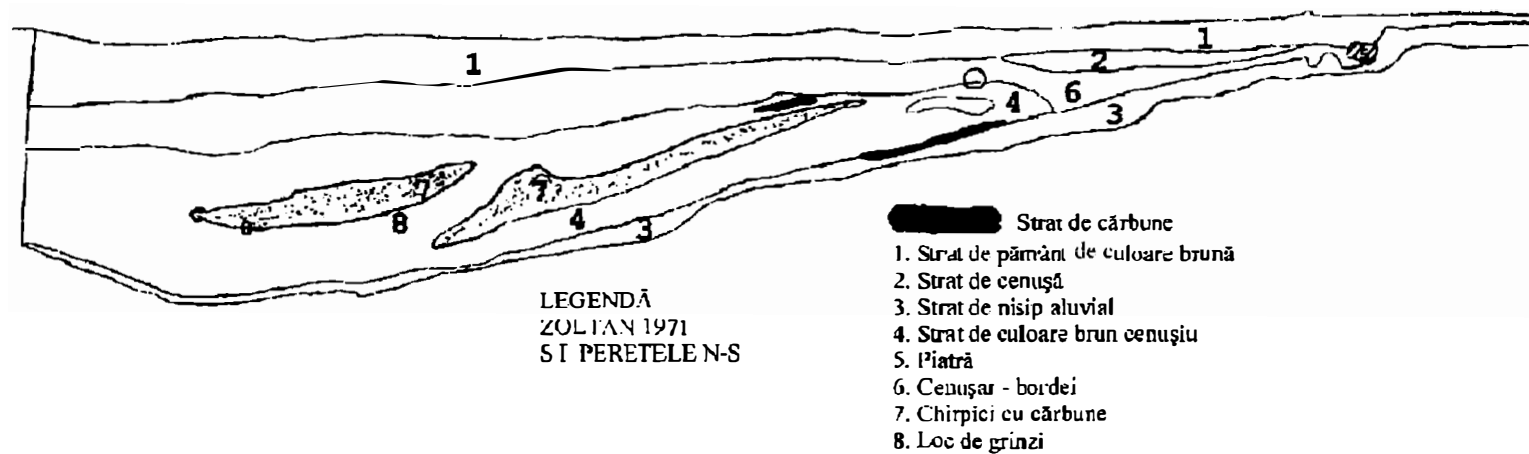 1
1
2
6
4
3
7
7
8
4
3
LEGENDĂ
ZOLTAN 1971
S I PERETELE N-S
Strat de cărbune
1. Strat de pământ de culoare brună
2. Strat de cenuşă
3. Strat de nisip aluvial
4. Strat de culoare brun cenuşiu
5. Piatră
6. Cenuşar - bordei
7. Chirpici cu cărbune
8. Loc de grinzi